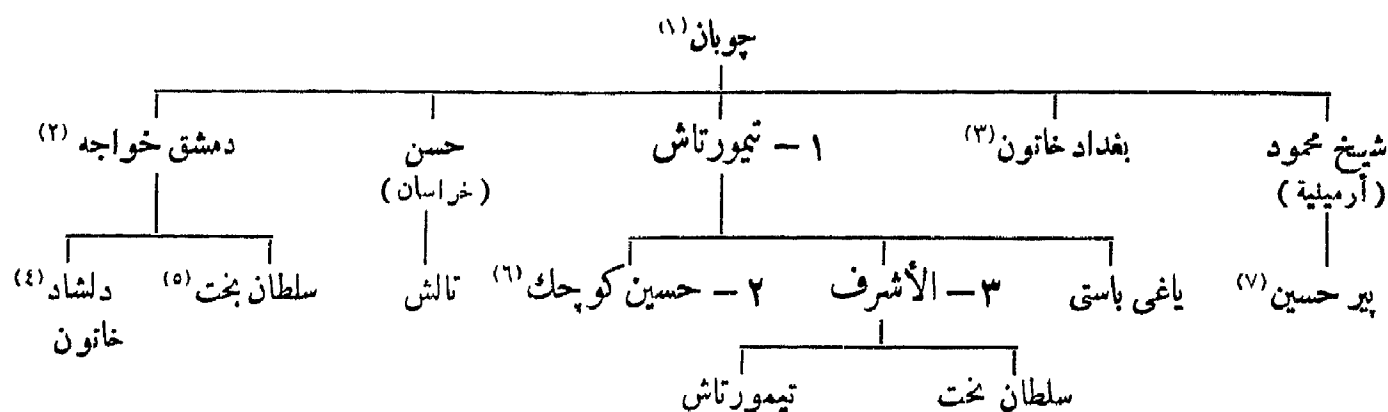 چوبان (١)
شيخ محمود بغداد خاتون (٣) ١ – تيمورتاش حسن دمشق خواجه (٢)
(أرمينية) (خراسان)
پير حسين (٧) ياغى باستى ٣ – الأشرف ٢ – حسين كوچك (٦) تالش سلطان بخت (٥) دلشاد (٤)
خاتون
سلطان بخت تيمورتاش